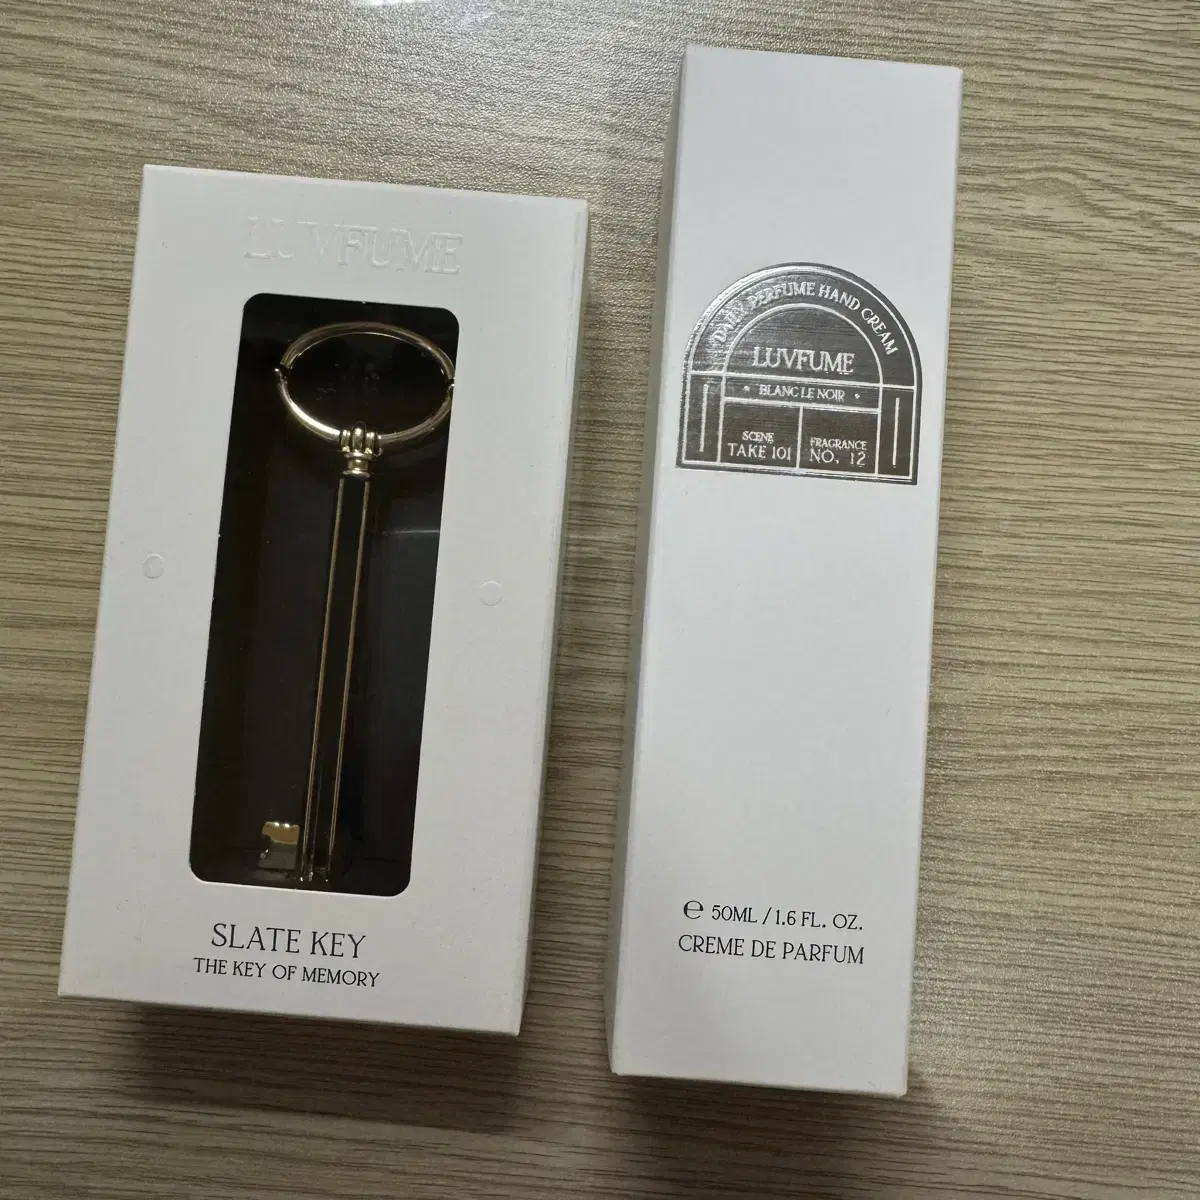 LUVFUME
SLATE KEY
THE KEY OF MEMORY
DAILY PERFUME HAND CREAM
LUVFUME
• BLANC LE NOIR •
SCENE
TAKE 101
FRAGRANCE
NO, 12
℮ 50ML / 1.6 FL. OZ.
CREME DE PARFUM